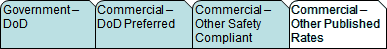 Government –
DoD
Commercial –
DoD Preferred
Commercial –
Other Safety
Compliant
Commercial –
Other Published
Rates